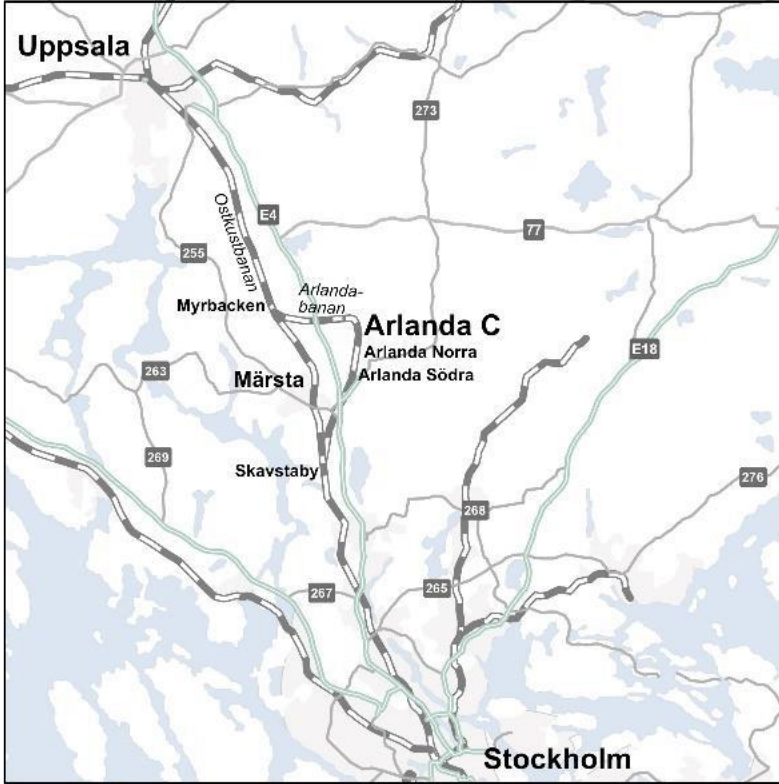 Uppsala
273
E4
77
Ostkustbanan
255
Arlanda-
banan
Myrbacken
Arlanda C
Arlanda Norra
E18
263
Märsta
Arlanda Södra
269
Skavstaby
276
268
267
265
Stockholm